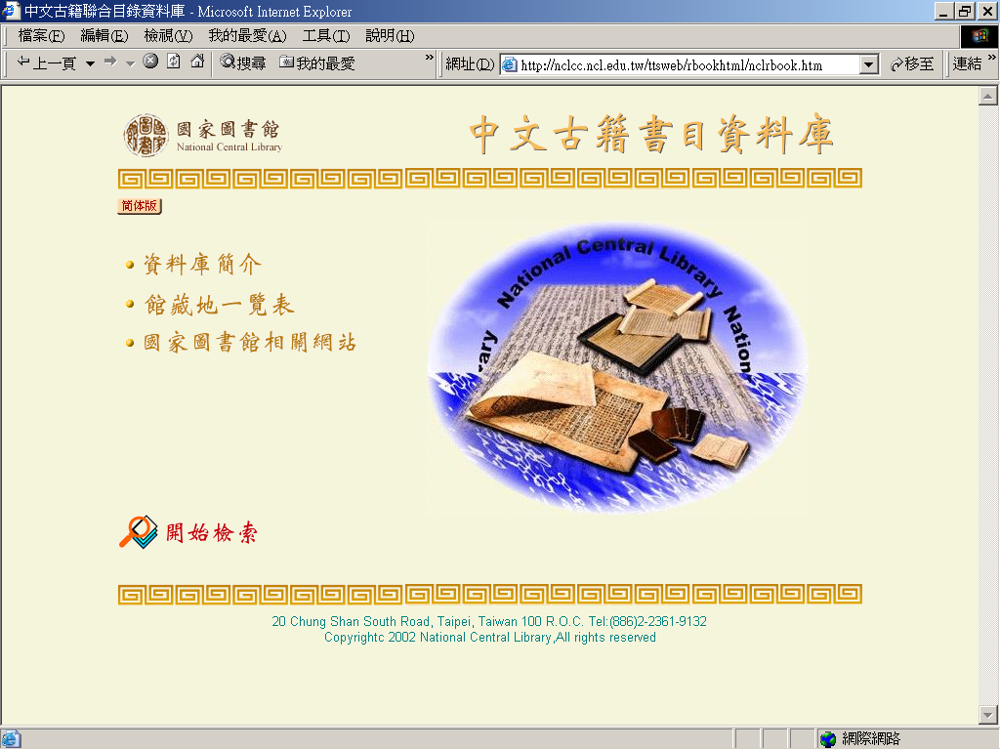 中文古籍聯合目錄資料庫 - Microsoft Internet Explorer
檔案(F) 編輯(E) 檢視(V) 我的最愛(A) 工具(T) 說明(H)
上一頁 搜尋 我的最愛 » 網址(D) http://nclcc.ncl.edu.tw/ttsweb/rbookhtml/nclrbook.htm 移至 連結 »
國家圖書館
National Central Library
中文古籍書目資料庫
简体版
National Central Library Nation
rary
資料庫簡介
館藏地一覽表
國家圖書館相關網站
開始檢索
20 Chung Shan South Road, Taipei, Taiwan 100 R.O.C. Tel:(886)2-2361-9132
Copyrightc 2002 National Central Library,All rights reserved
網際網路